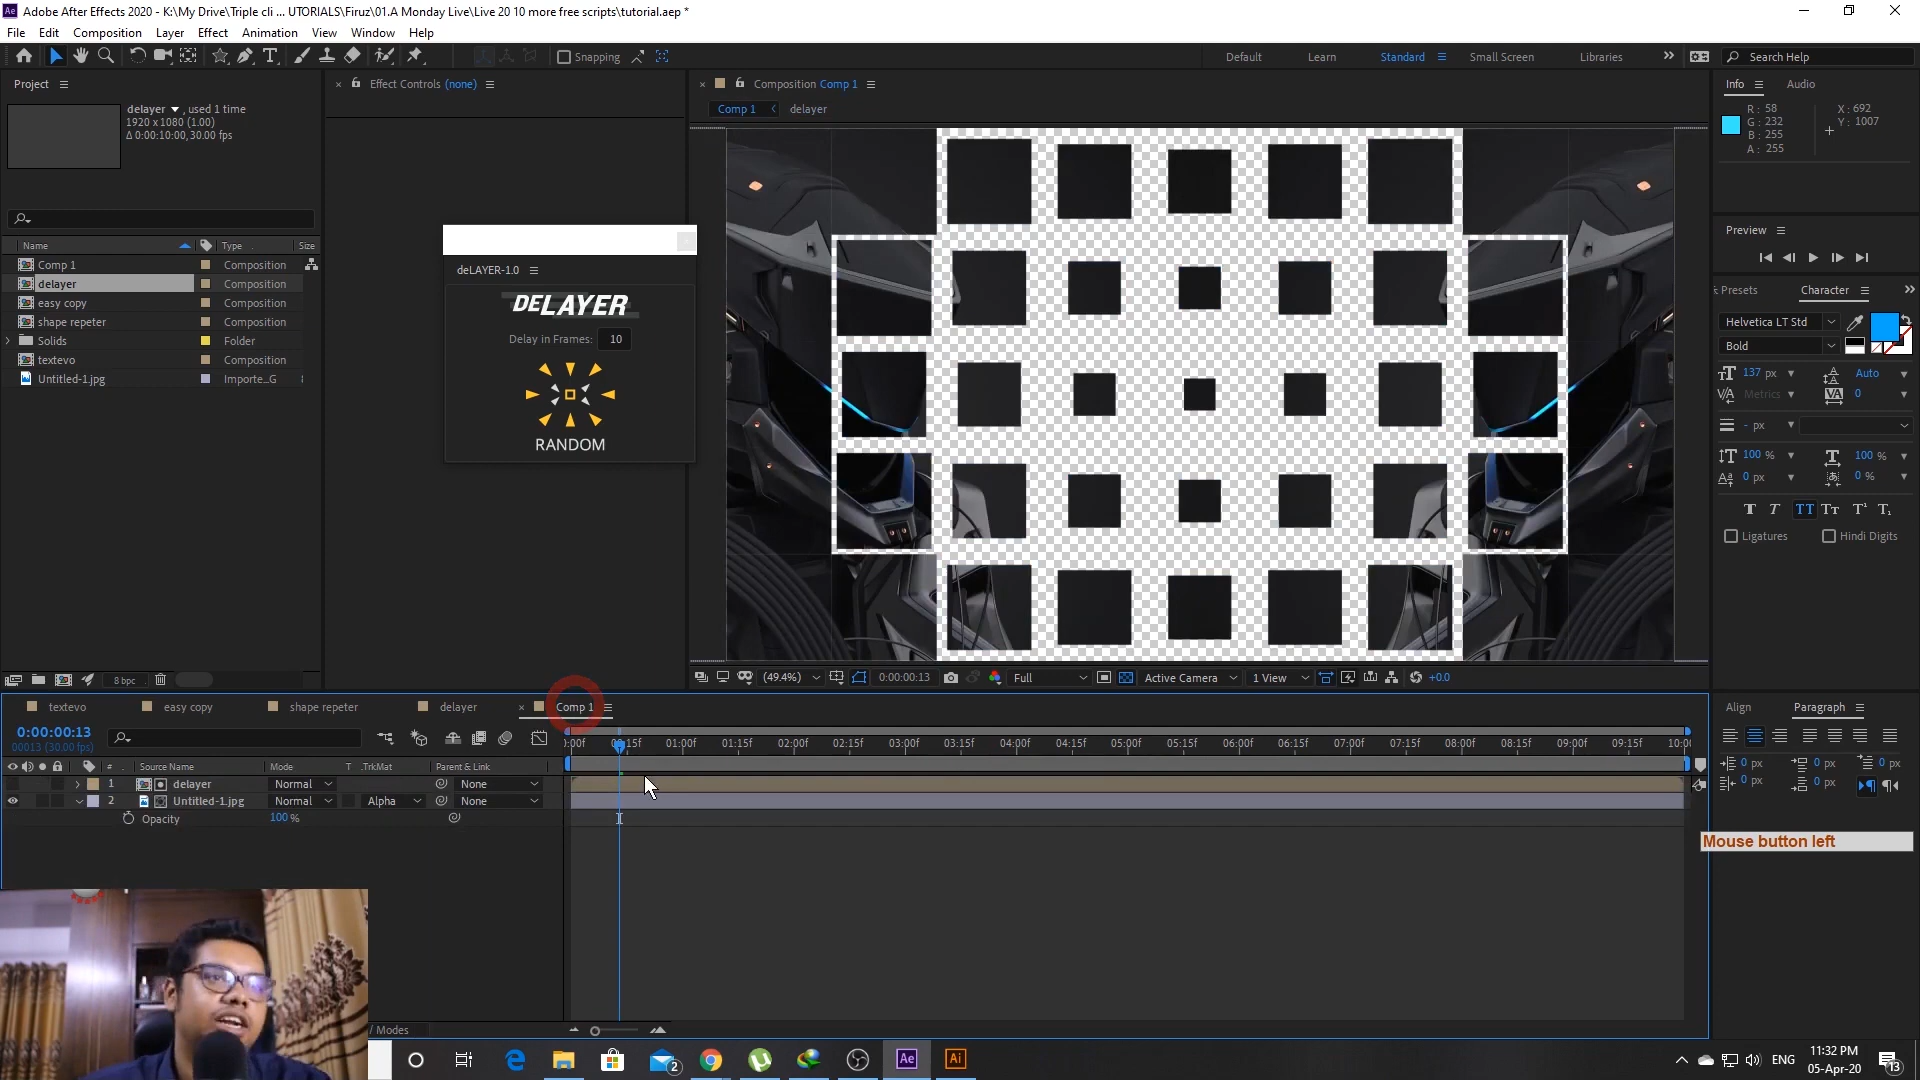 Adobe After Effects 2020 - K:\My Drive\Triple cli ... UTORIALS\Firuz\01.A Monday Live\Live 20 10 more free scripts\tutorial.aep *
File Edit Composition Layer Effect Animation View Window Help
Snapping
Default Learn Standard Small Screen Libraries
Search Help
Project
delayer , used 1 time
1920 x 1080 (1.00)
Δ 0:00:10:00, 30.00 fps
Name Type Size
Comp 1 Composition
delayer Composition
easy copy Composition
shape repeter Composition
Solids Folder
textevo Composition
Untitled-1.jpg Importe...G
8 bpc
Effect Controls (none)
deLAYER-1.0
DELAYER
Delay in Frames: 10
RANDOM
Composition Comp 1
Comp 1 delayer
(49.4%) 0:00:00:13 Full Active Camera 1 View +0.0
Info Audio
R : 58
G : 232
B : 255
A : 255
X : 692
Y : 1007
Preview
Presets Character
Helvetica LT Std
Bold
137 px Auto
Metrics 0
- px
100 % 100 %
0 px 0 %
Ligatures Hindi Digits
Align Paragraph
0 px 0 px 0 px
0 px 0 px
textevo easy copy shape repeter delayer Comp 1
0:00:00:13
00013 (30.00 fps)
01:00f 01:15f 02:00f 02:15f 03:00f 03:15f 04:00f 04:15f 05:00f 05:15f 06:00f 06:15f 07:00f 07:15f 08:00f 08:15f 09:00f 09:15f
# Source Name Mode T .TrkMat Parent & Link
1 delayer Normal None
2 Untitled-1.jpg Normal Alpha None
Opacity 100 %
/ Modes
Mouse button left
2
Ae
Ai
ENG
11:32 PM
05-Apr-20
13